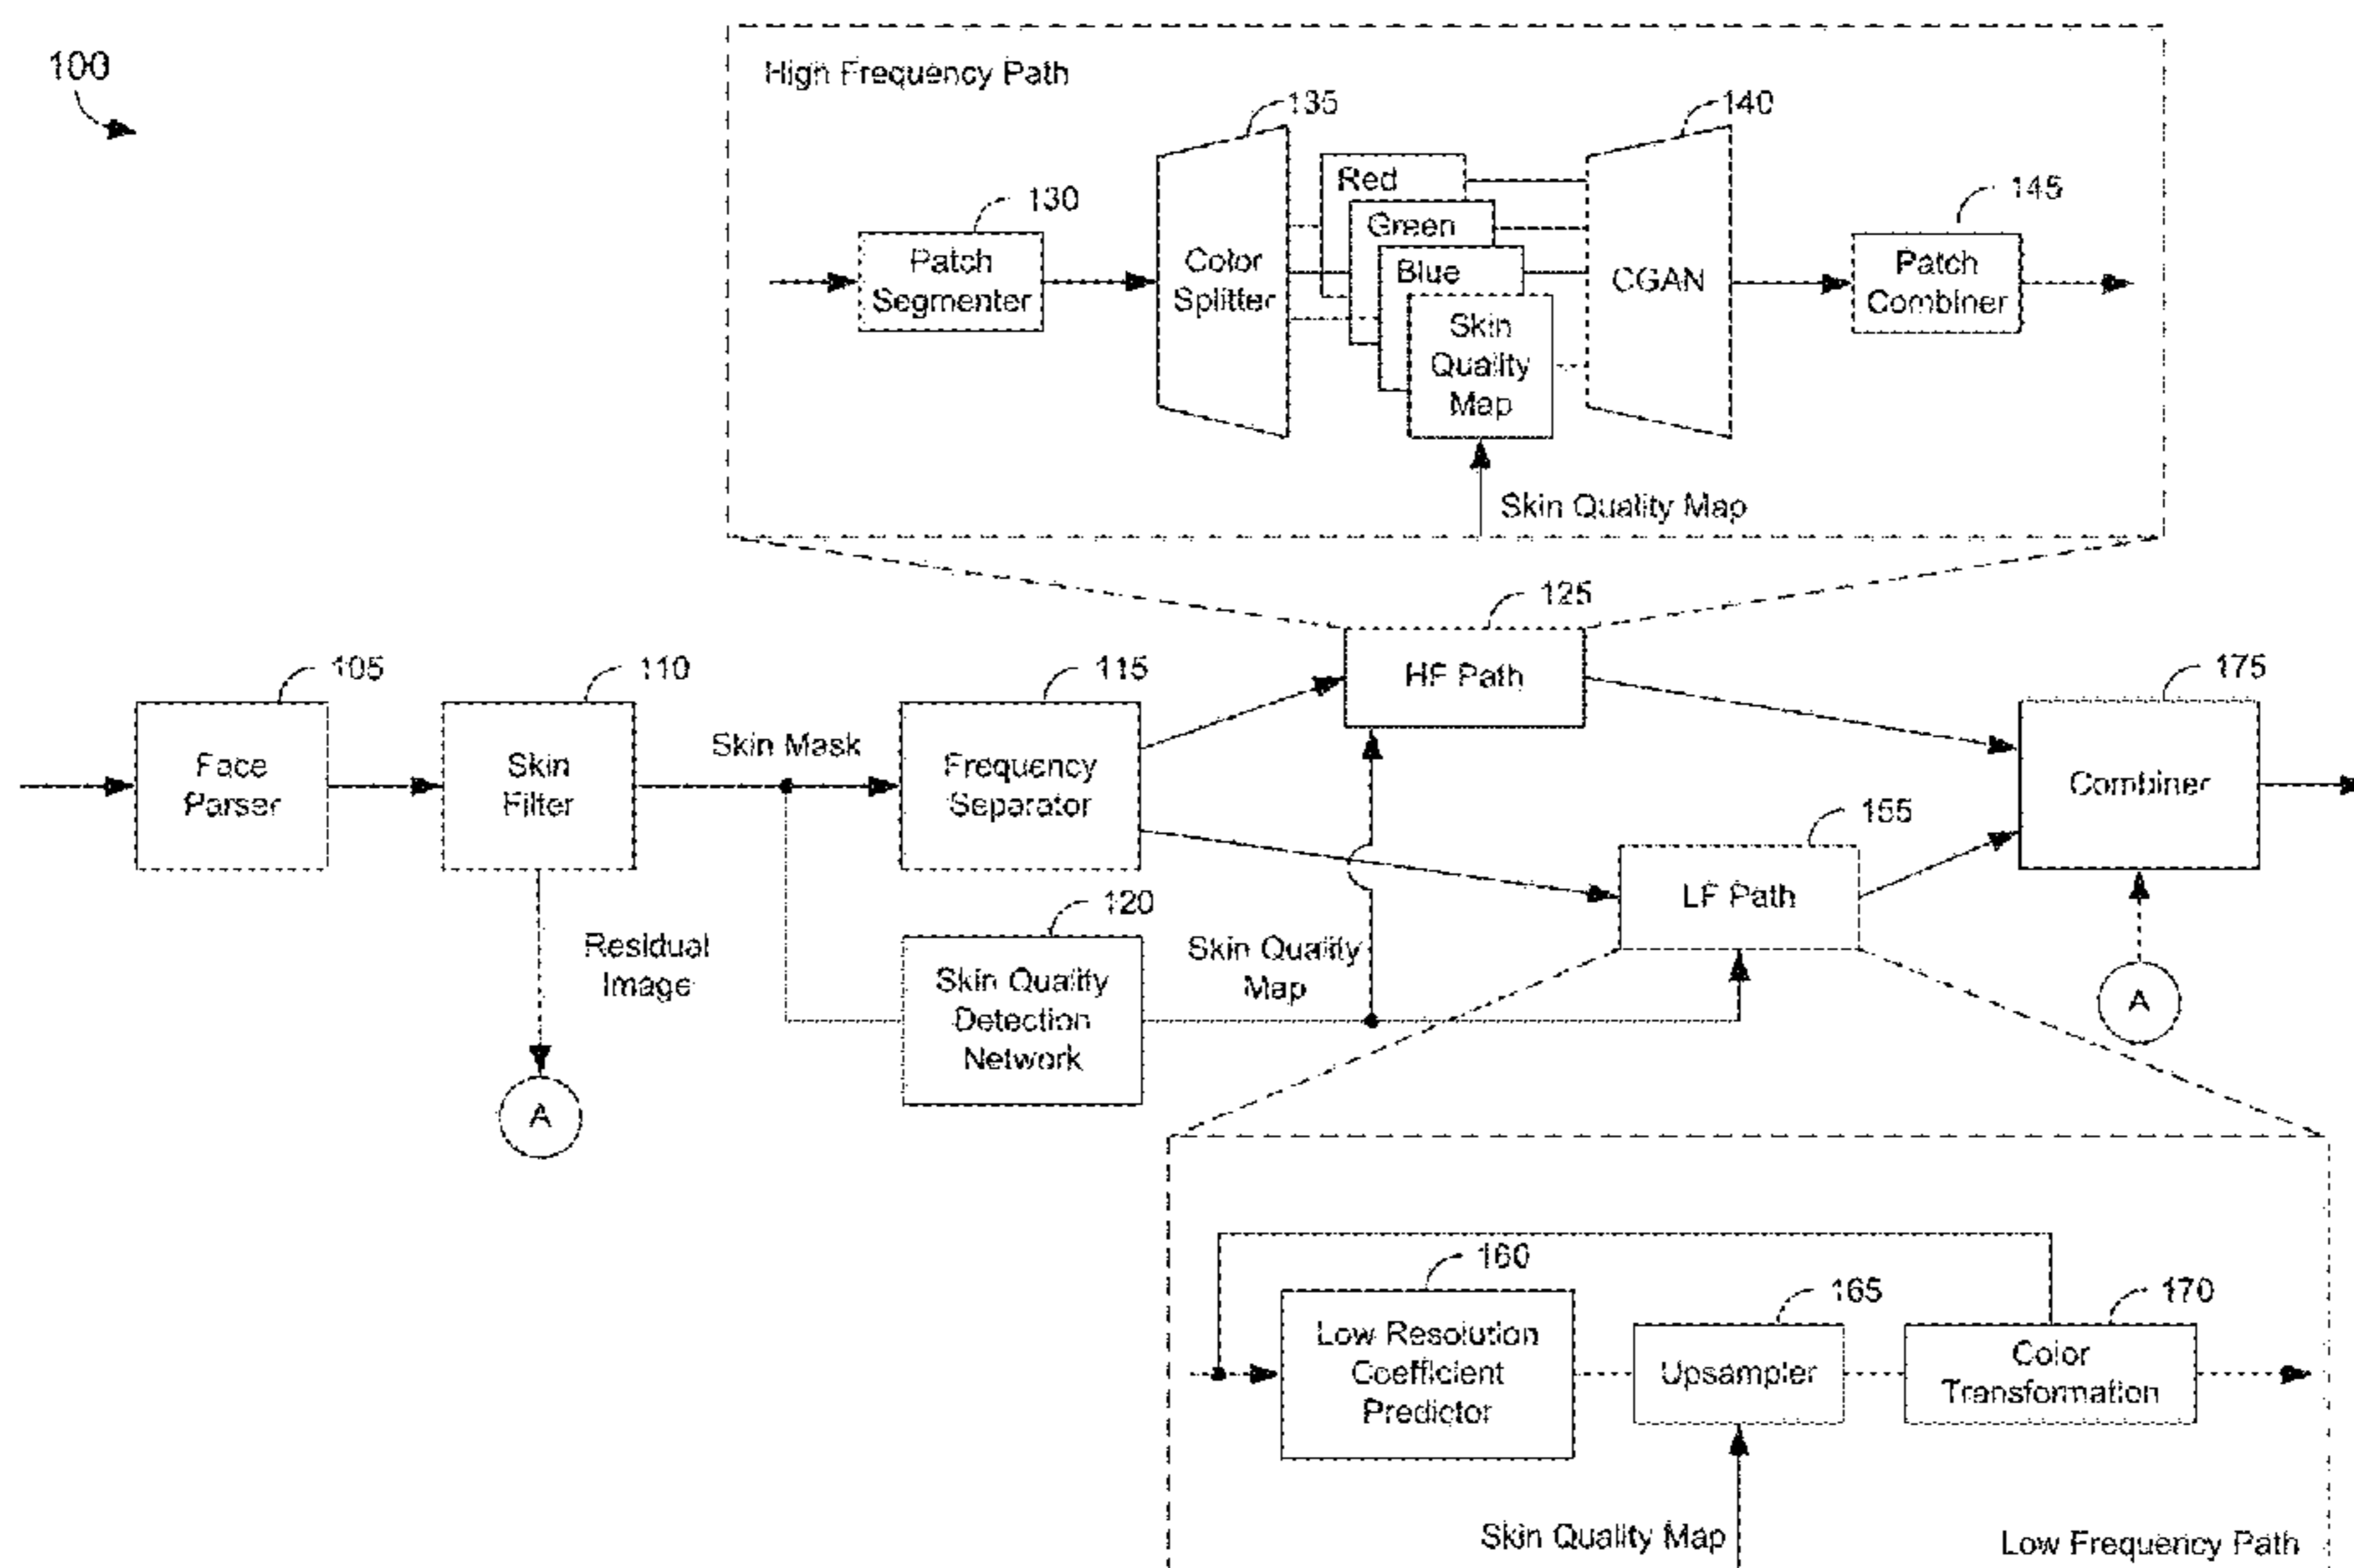 100
High Frequency Path
135
140
130
145
Patch
Segmenter
Color
Splitter
Red
Green
Blue
Skin
Quality
Map
CGAN
Patch
Combiner
Skin Quality Map
125
HF Path
105
110
115
175
Face
Parser
Skin
Filter
Skin Mask
Frequency
Separator
Combiner
155
LF Path
120
Residual
Image
Skin Quality
Detection
Network
Skin Quality
Map
A
A
160
165
170
Low Resolution
Coefficient
Predictor
Upsampler
Color
Transformation
Skin Quality Map
Low Frequency Path